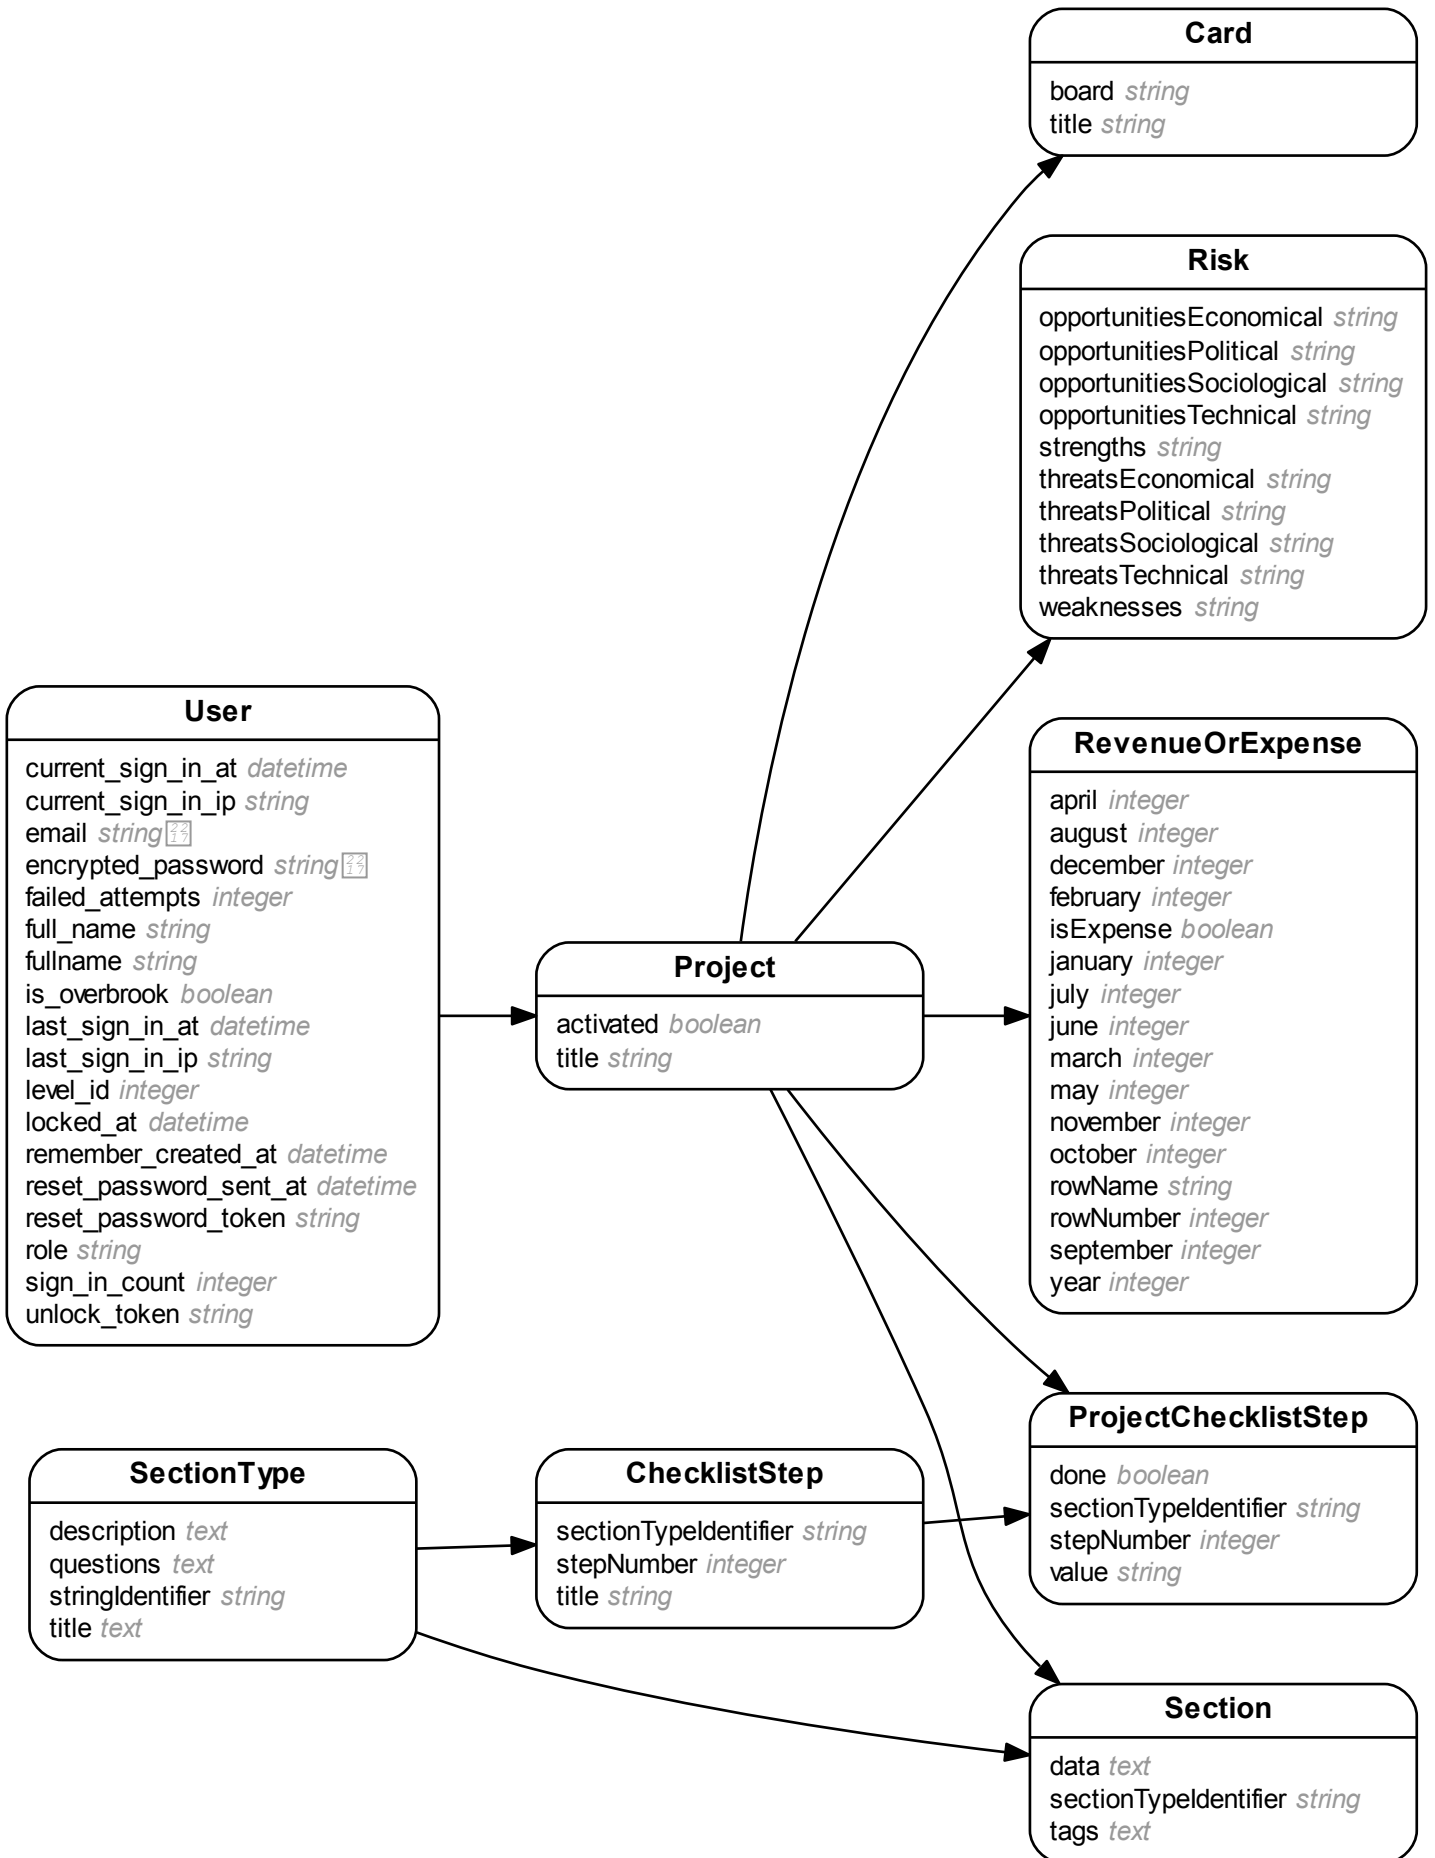 Card
board string
title string
Risk
opportunitiesEconomical string
opportunitiesPolitical string
opportunitiesSociological string
opportunitiesTechnical string
strengths string
threatsEconomical string
threatsPolitical string
threatsSociological string
threatsTechnical string
weaknesses string
User
current_sign_in_at datetime
current_sign_in_ip string
email string
encrypted_password string
failed_attempts integer
full_name string
fullname string
is_overbrook boolean
last_sign_in_at datetime
last_sign_in_ip string
level_id integer
locked_at datetime
remember_created_at datetime
reset_password_sent_at datetime
reset_password_token string
role string
sign_in_count integer
unlock_token string
Project
activated boolean
title string
RevenueOrExpense
april integer
august integer
december integer
february integer
isExpense boolean
january integer
july integer
june integer
march integer
may integer
november integer
october integer
rowName string
rowNumber integer
september integer
year integer
SectionType
description text
questions text
stringIdentifier string
title text
ChecklistStep
sectionTypeIdentifier string
stepNumber integer
title string
ProjectChecklistStep
done boolean
sectionTypeIdentifier string
stepNumber integer
value string
Section
data text
sectionTypeIdentifier string
tags text